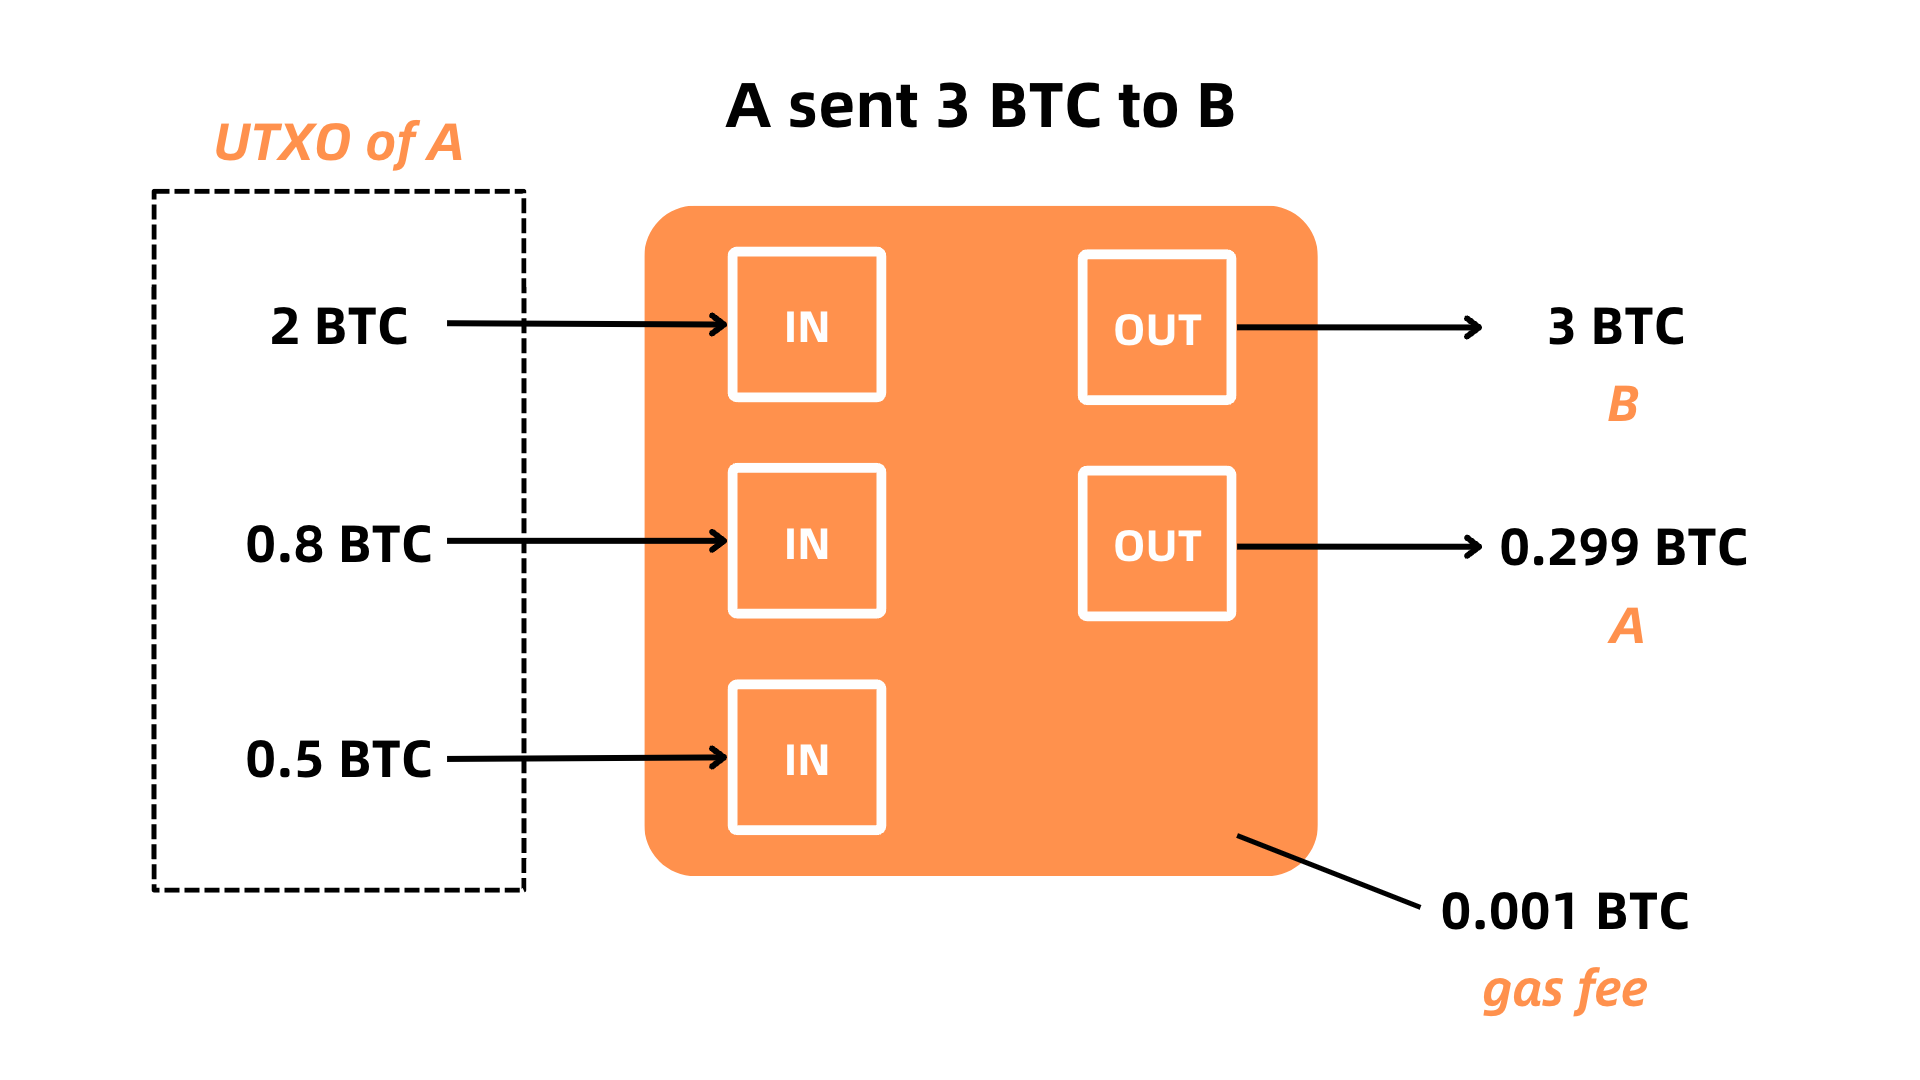 A sent 3 BTC to B
UTXO of A
2 BTC
IN
OUT
3 BTC
B
0.8 BTC
IN
OUT
0.299 BTC
A
0.5 BTC
IN
0.001 BTC
gas fee